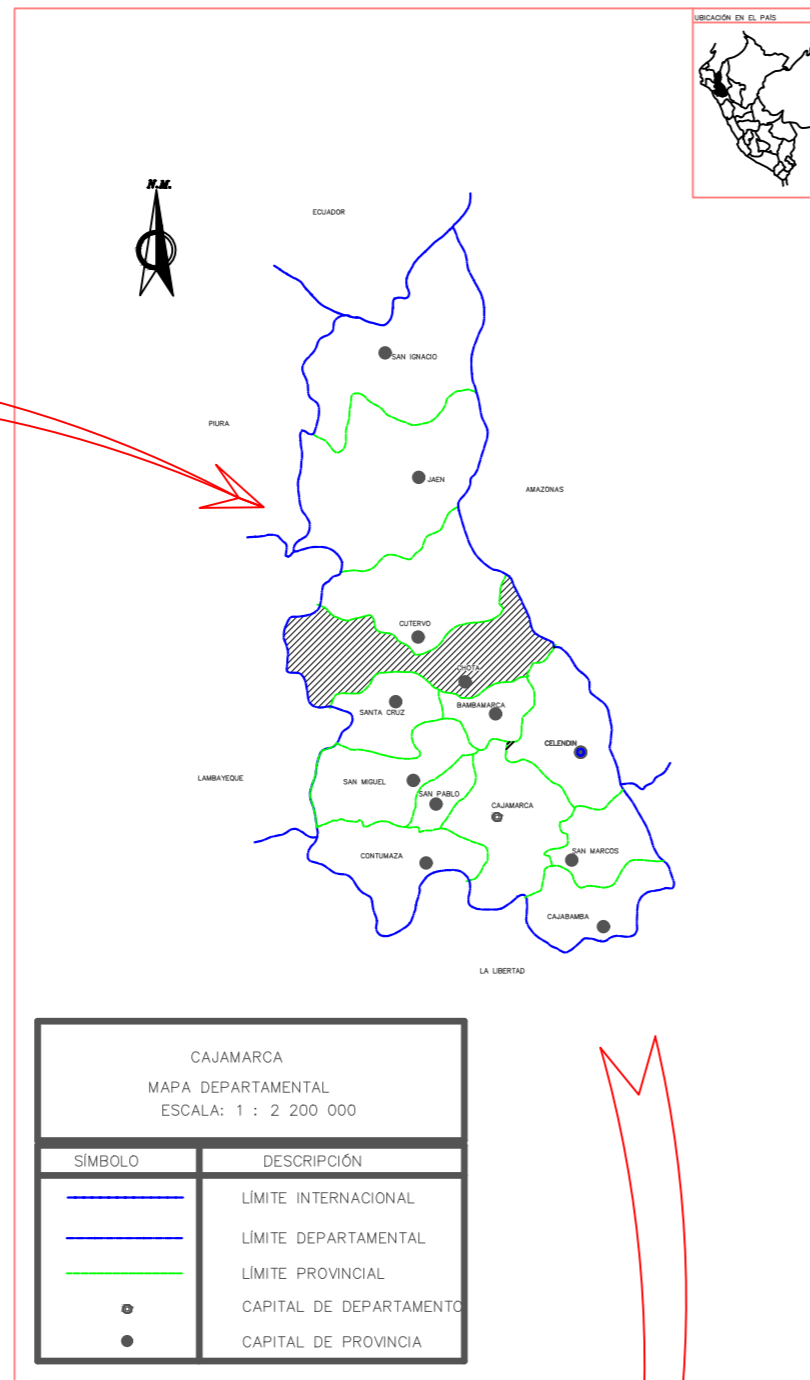 UBICACIÓN EN EL PAÍS
N.M.
ECUADOR
SAN IGNACIO
PIURA
JAEN
AMAZONAS
CUTERVO
CHOTA
SANTA CRUZ
BAMBAMARCA
CELENDIN
LAMBAYEQUE
SAN MIGUEL
SAN PABLO
CAJAMARCA
CONTUMAZA
SAN MARCOS
CAJABAMBA
LA LIBERTAD
CAJAMARCA
MAPA DEPARTAMENTAL
ESCALA: 1 : 2 200 000
SÍMBOLO DESCRIPCIÓN
LÍMITE INTERNACIONAL
LÍMITE DEPARTAMENTAL
LÍMITE PROVINCIAL
CAPITAL DE DEPARTAMENTO
CAPITAL DE PROVINCIA